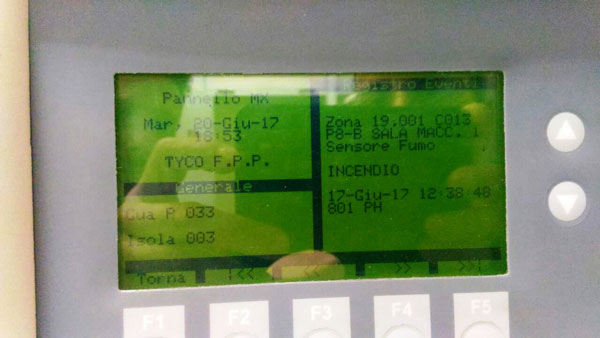 Pannello MX
Mar, 20-Giu-17
18:53
TYCO F.P.P.
Generale
Gua P 033
Isola 003
Registro Eventi
Zona 19.001 C013
P8-B SALA MACC. 1
Sensore Fumo
INCENDIO
17-Giu-17 12:38:48
801 PH
Torna |<< << >> >>|
F1 F2 F3 F4 F5